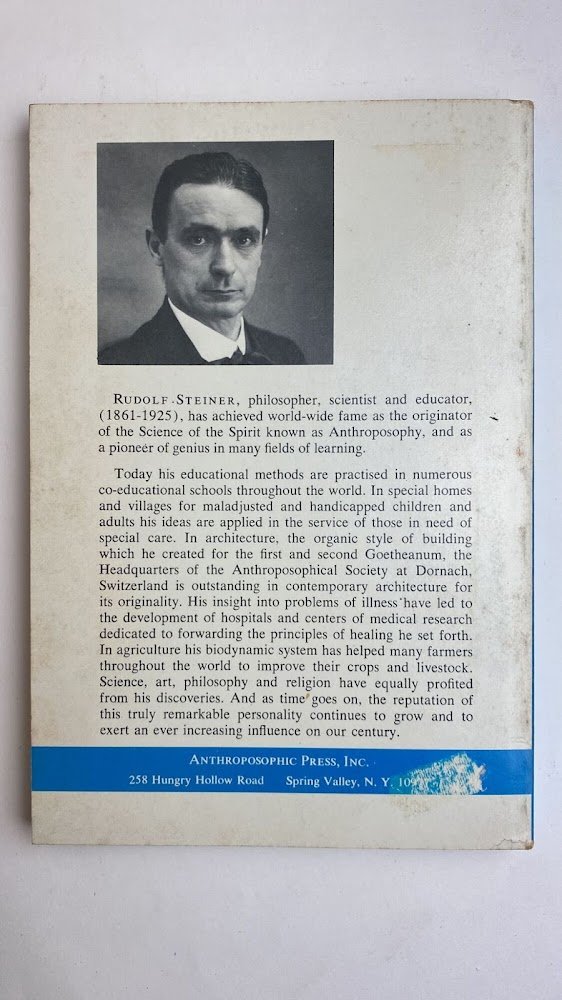 RUDOLF STEINER, philosopher, scientist and educator,
(1861-1925), has achieved world-wide fame as the originator
of the Science of the Spirit known as Anthroposophy, and as
a pioneer of genius in many fields of learning.
Today his educational methods are practised in numerous
co-educational schools throughout the world. In special homes
and villages for maladjusted and handicapped children and
adults his ideas are applied in the service of those in need of
special care. In architecture, the organic style of building
which he created for the first and second Goetheanum, the
Headquarters of the Anthroposophical Society at Dornach,
Switzerland is outstanding in contemporary architecture for
its originality. His insight into problems of illness have led to
the development of hospitals and centers of medical research
dedicated to forwarding the principles of healing he set forth.
In agriculture his biodynamic system has helped many farmers
throughout the world to improve their crops and livestock.
Science, art, philosophy and religion have equally profited
from his discoveries. And as time goes on, the reputation of
this truly remarkable personality continues to grow and to
exert an ever increasing influence on our century.
ANTHROPOSOPHIC PRESS, INC.
258 Hungry Hollow Road Spring Valley, N. Y.